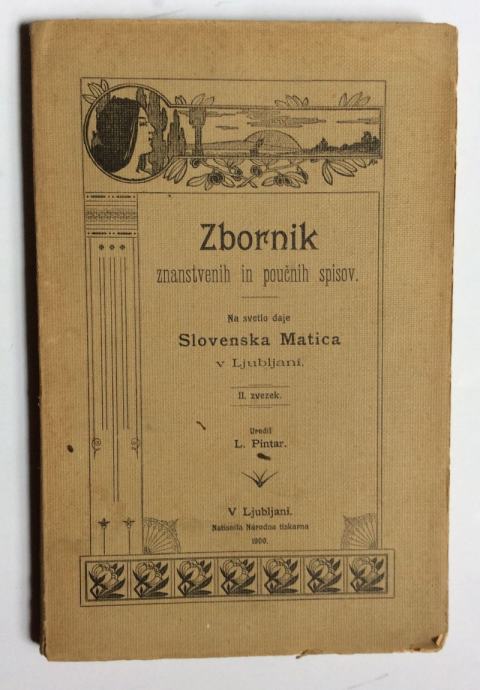 Zbornik
znanstvenih in poučnih spisov.
Na svetlo daje
Slovenska Matica
v Ljubljani.
II. zvezek.
Uredil
L. Pintar.
V Ljubljani.
Natisnila Národna tiskarna
1900.